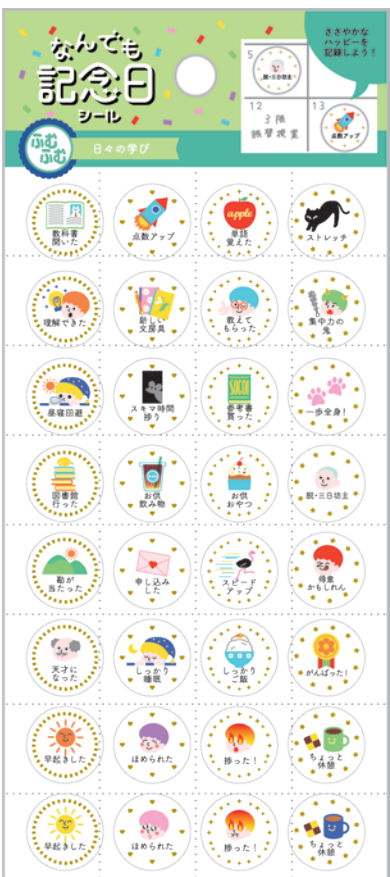 なんでも
記念日
シール
ささやかな
ハッピーを
記録しよう!
5
脱・三日坊主
12
3限
振替授業
13
点数アップ
ふむ
ふむ
日々の学び
教科書
開いた
点数アップ
apple
単語
覚えた
ストレッチ
理解できた
新しい
文房具
教えて
もらった
集中力の
鬼
昼寝回避
スキマ時間
捗り
参考書
買った
一歩全身!
図書館
行った
お供
飲み物
お供
おやつ
脱・三日坊主
勘が
当たった
申し込み
した
スピード
アップ
得意
かもしれん
天才に
なった
しっかり
睡眠
しっかり
ご飯
がんばった!
早起きした
ほめられた
捗った!
ちょっと
休憩
早起きした
ほめられた
捗った!
ちょっと
休憩